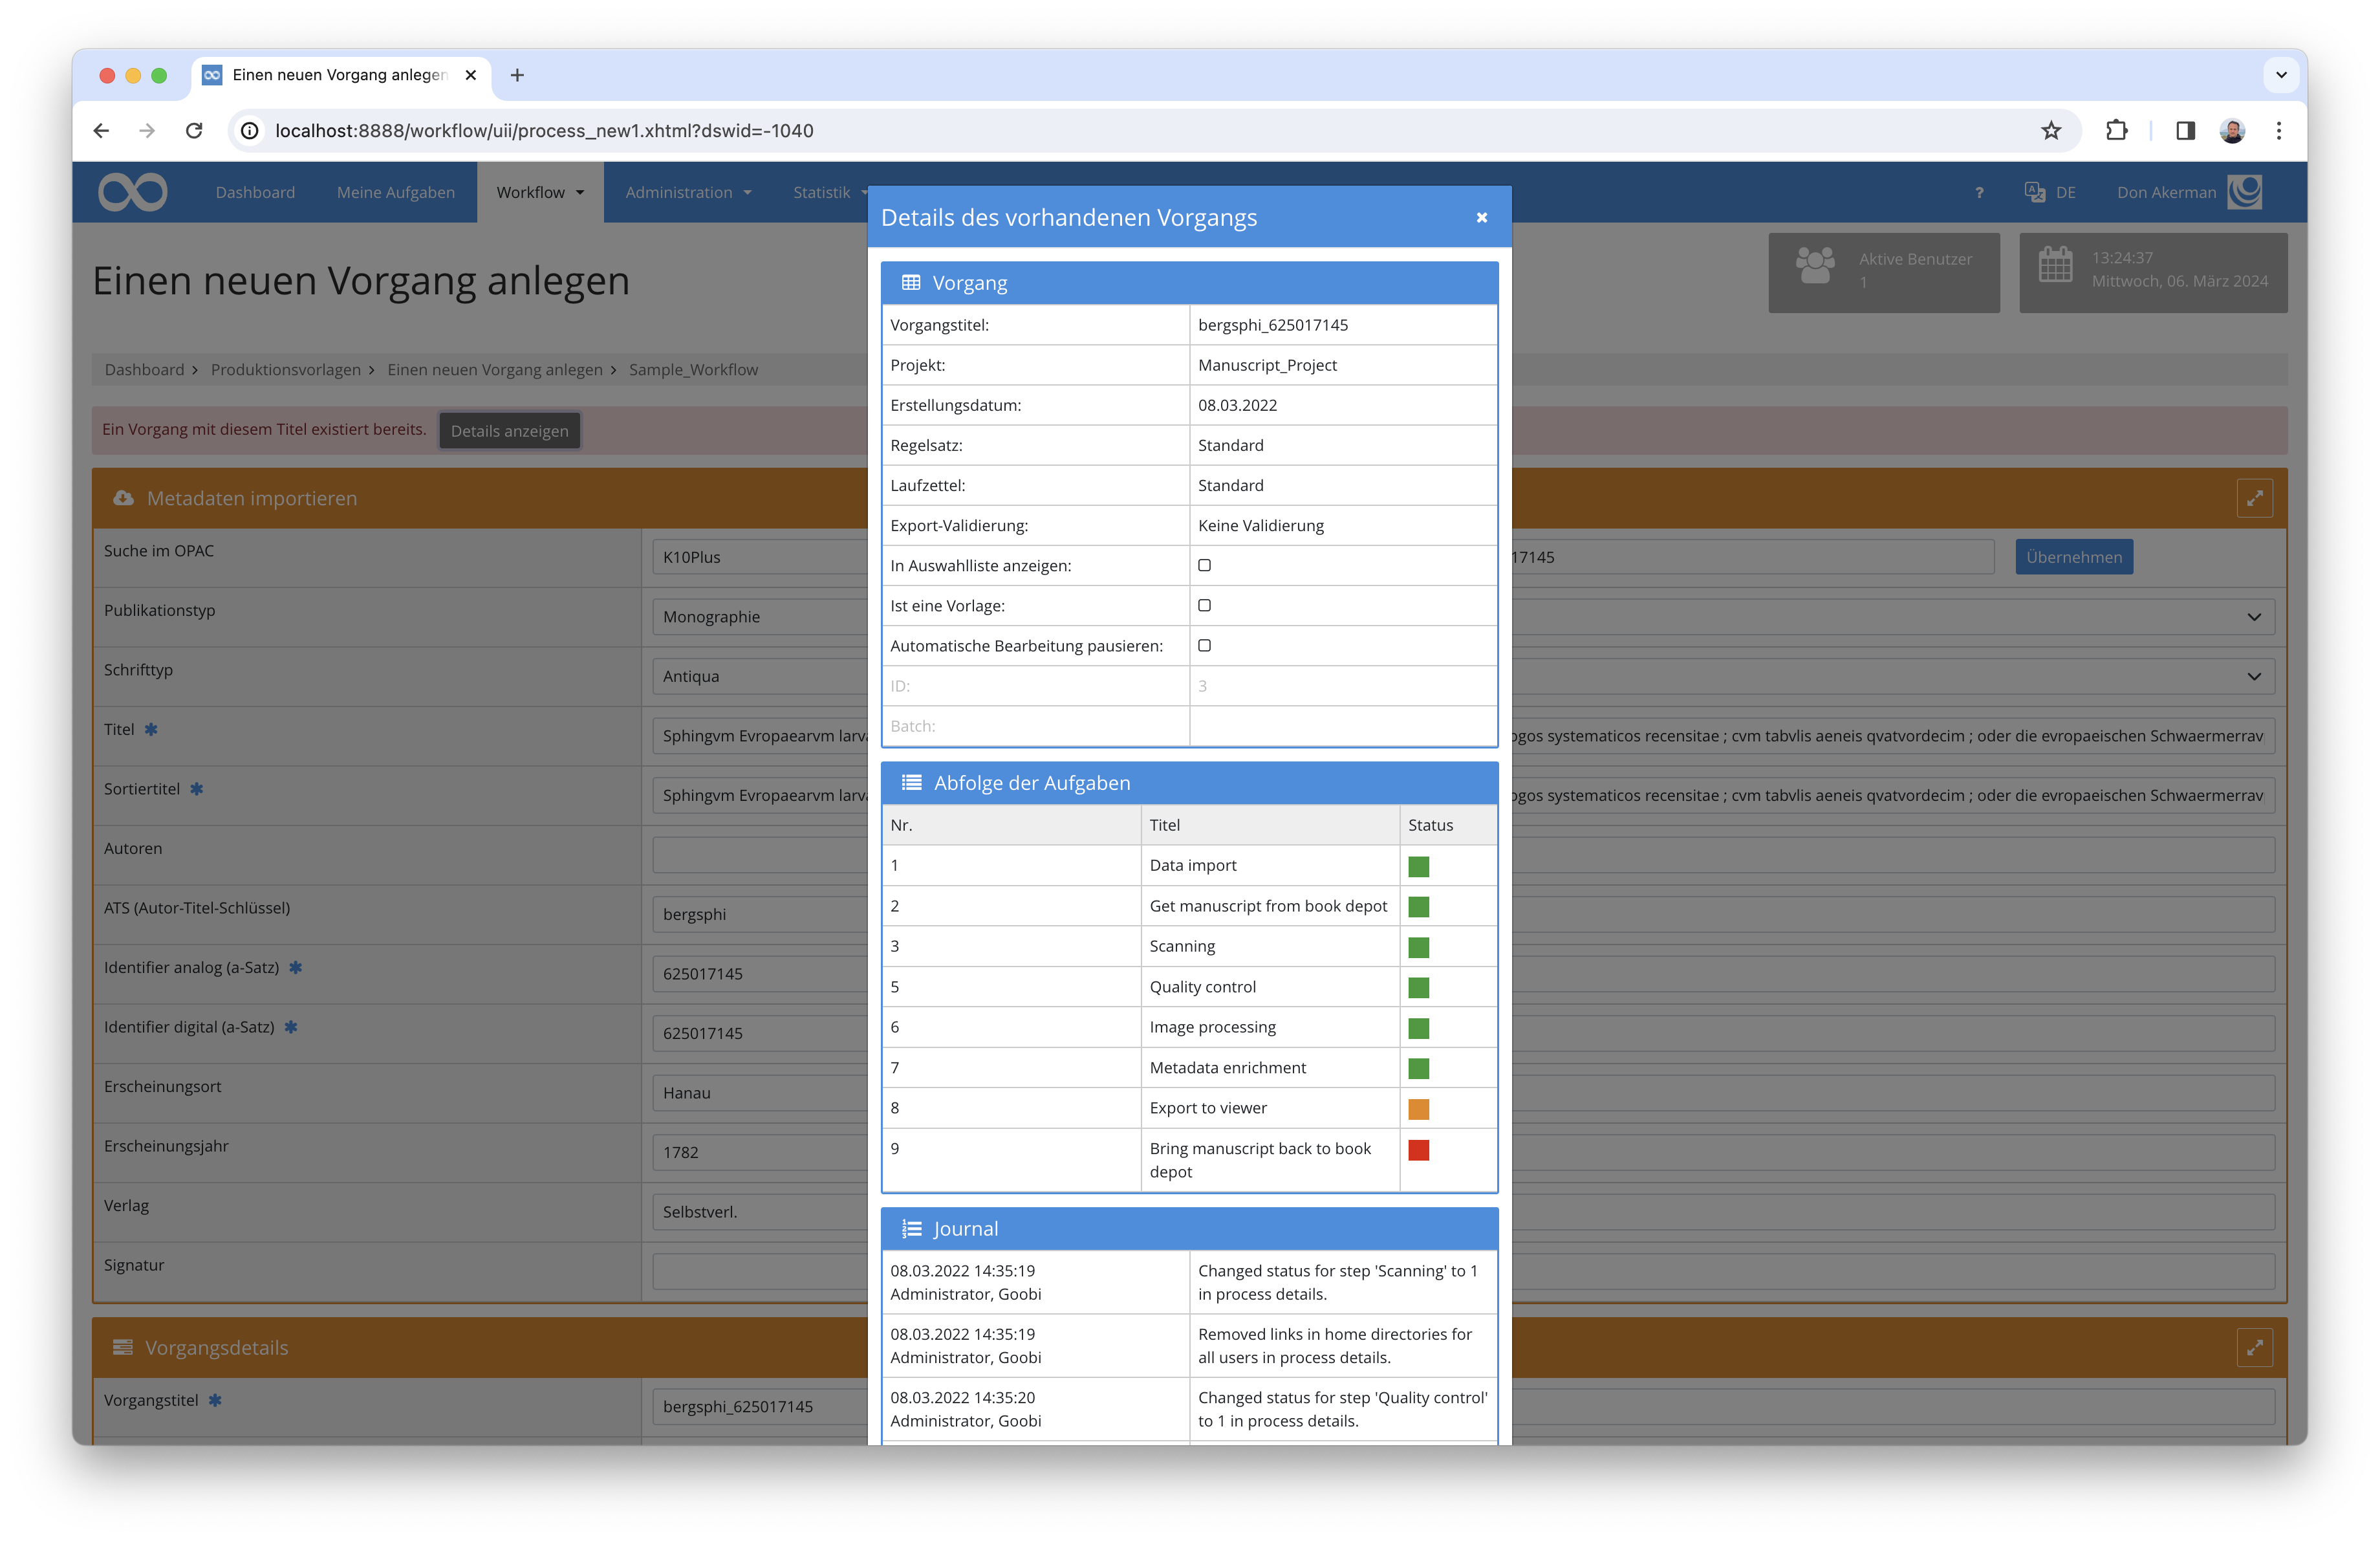 Einen neuen Vorgang anlegen
localhost:8888/workflow/uii/process_new1.xhtml?dswid=-1040
Dashboard Meine Aufgaben Workflow Administration Statistik ? DE Don Akerman
Einen neuen Vorgang anlegen
Aktive Benutzer
1
13:24:37
Mittwoch, 06. März 2024
Dashboard > Produktionsvorlagen > Einen neuen Vorgang anlegen > Sample_Workflow
Ein Vorgang mit diesem Titel existiert bereits. Details anzeigen
Metadaten importieren
Suche im OPAC K10Plus 17145 Übernehmen
Publikationstyp Monographie
Schrifttyp Antiqua
Titel * Sphingvm Evropaearvm larv ogos systematicos recensitae ; cvm tabvlis aeneis qvatvordecim ; oder die evropaeischen Schwaermerrav
Sortiertitel * Sphingvm Evropaearvm larv ogos systematicos recensitae ; cvm tabvlis aeneis qvatvordecim ; oder die evropaeischen Schwaermerrav
Autoren
ATS (Autor-Titel-Schlüssel) bergsphi
Identifier analog (a-Satz) * 625017145
Identifier digital (a-Satz) * 625017145
Erscheinungsort Hanau
Erscheinungsjahr 1782
Verlag Selbstverl.
Signatur
Vorgangsdetails
Vorgangstitel * bergsphi_625017145
Details des vorhandenen Vorgangs
Vorgang
Vorgangstitel: bergsphi_625017145
Projekt: Manuscript_Project
Erstellungsdatum: 08.03.2022
Regelsatz: Standard
Laufzettel: Standard
Export-Validierung: Keine Validierung
In Auswahlliste anzeigen:
Ist eine Vorlage:
Automatische Bearbeitung pausieren:
ID: 3
Batch:
Abfolge der Aufgaben
Nr. Titel Status
1 Data import
2 Get manuscript from book depot
3 Scanning
5 Quality control
6 Image processing
7 Metadata enrichment
8 Export to viewer
9 Bring manuscript back to book
depot
Journal
08.03.2022 14:35:19 Changed status for step 'Scanning' to 1
Administrator, Goobi in process details.
08.03.2022 14:35:19 Removed links in home directories for
Administrator, Goobi all users in process details.
08.03.2022 14:35:20 Changed status for step 'Quality control'
Administrator, Goobi to 1 in process details.